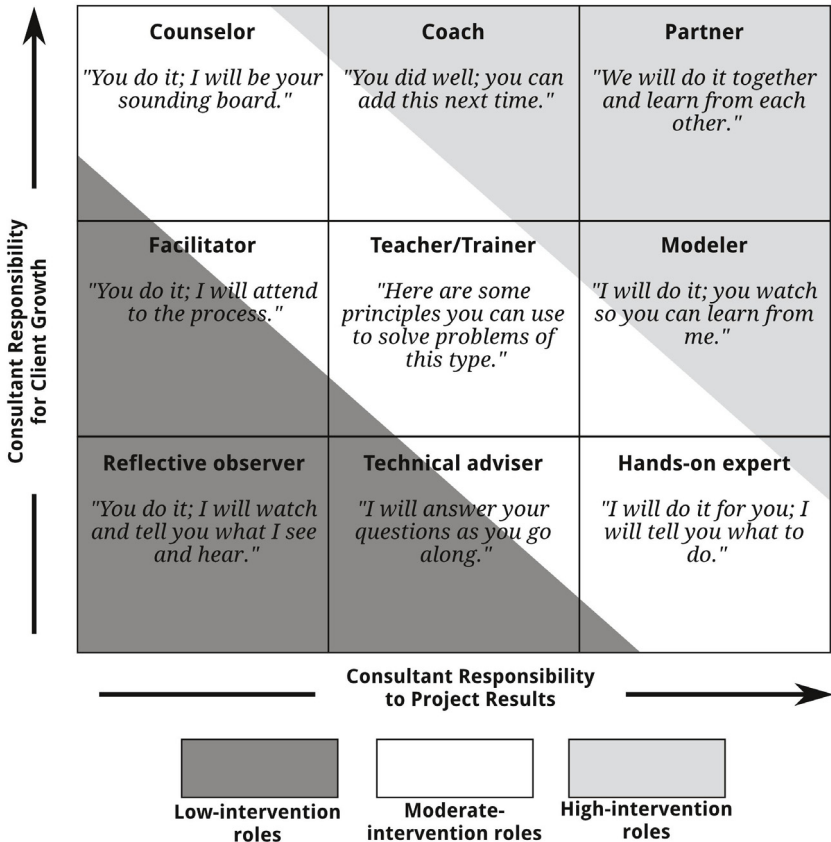 Counselor
"You do it; I will be your
sounding board."
Coach
"You did well; you can
add this next time."
Partner
"We will do it together
and learn from each
other."
Facilitator
"You do it; I will attend
to the process."
Teacher/Trainer
"Here are some
principles you can use
to solve problems of
this type."
Modeler
"I will do it; you watch
so you can learn from
me."
Reflective observer
"You do it; I will watch
and tell you what I see
and hear."
Technical adviser
"I will answer your
questions as you go
along."
Hands-on expert
"I will do it for you; I
will tell you what to
do."
Consultant Responsibility
for Client Growth
Consultant Responsibility
to Project Results
Low-intervention
roles
Moderate-
intervention roles
High-intervention
roles